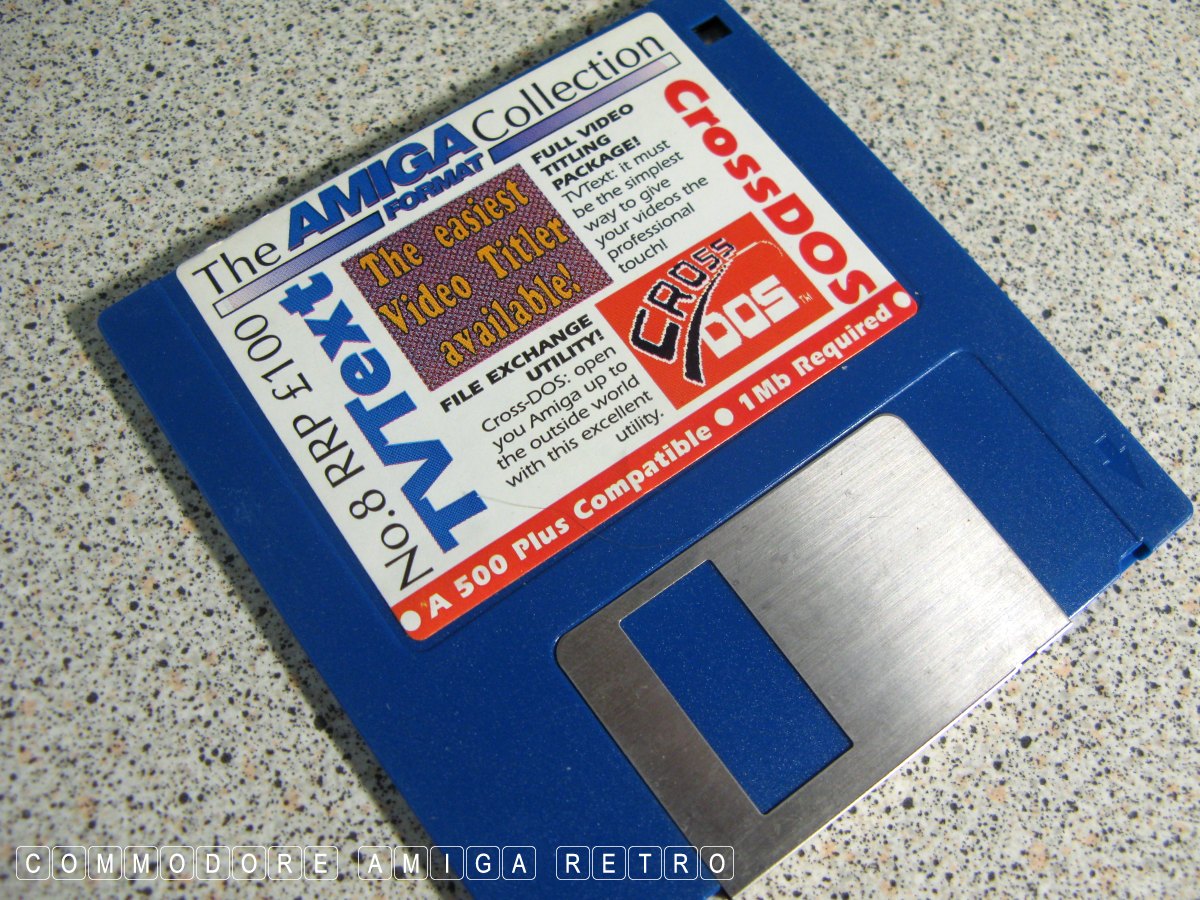 The AMIGA FORMAT Collection
No.8 RRP £100
TVText
The easiest
Video Titler
available!
FULL VIDEO
TITLING
PACKAGE!
TVText: it must
be the simplest
way to give
your videos the
professional
touch!
CrossDOS
FILE EXCHANGE
UTILITY!
Cross-DOS: open
you Amiga up to
the outside world
with this excellent
utility.
CROSS
DOS™
A 500 Plus Compatible ● 1Mb Required
COMMODORE AMIGA RETRO